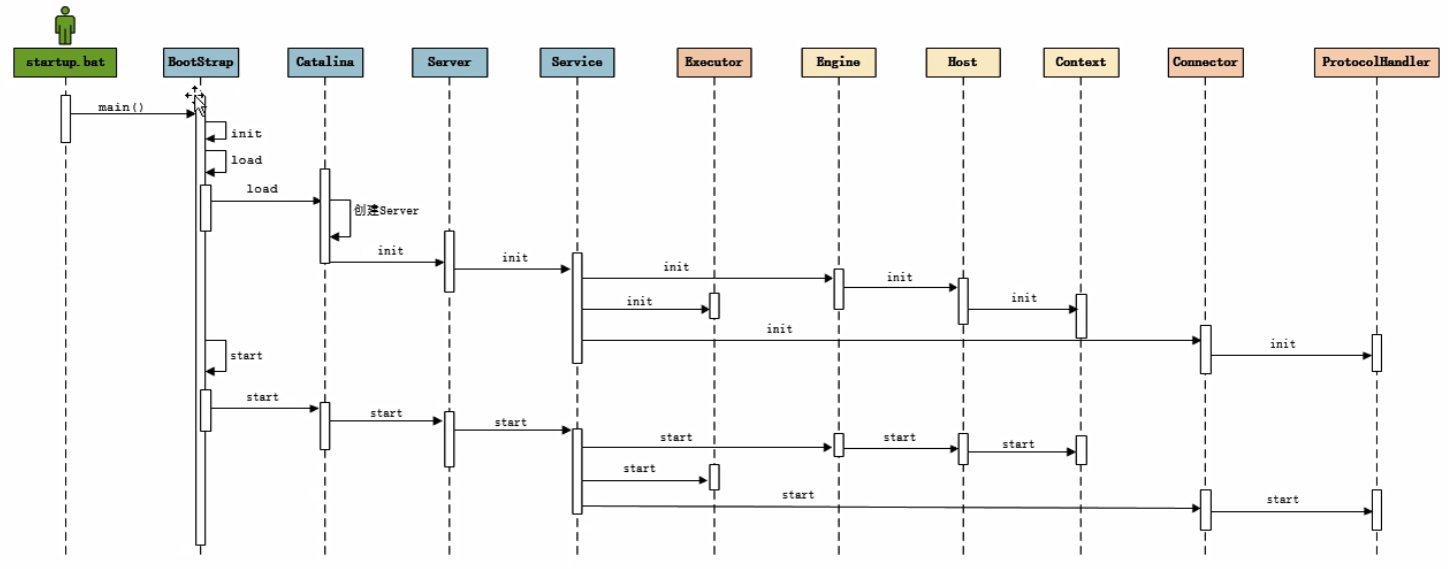 startup.bat
BootStrap
Catalina
Server
Service
Executor
Engine
Host
Context
Connector
ProtocolHandler
main()
init
load
load
创建Server
init
init
init
init
init
init
init
init
start
start
start
start
start
start
start
start
start
start